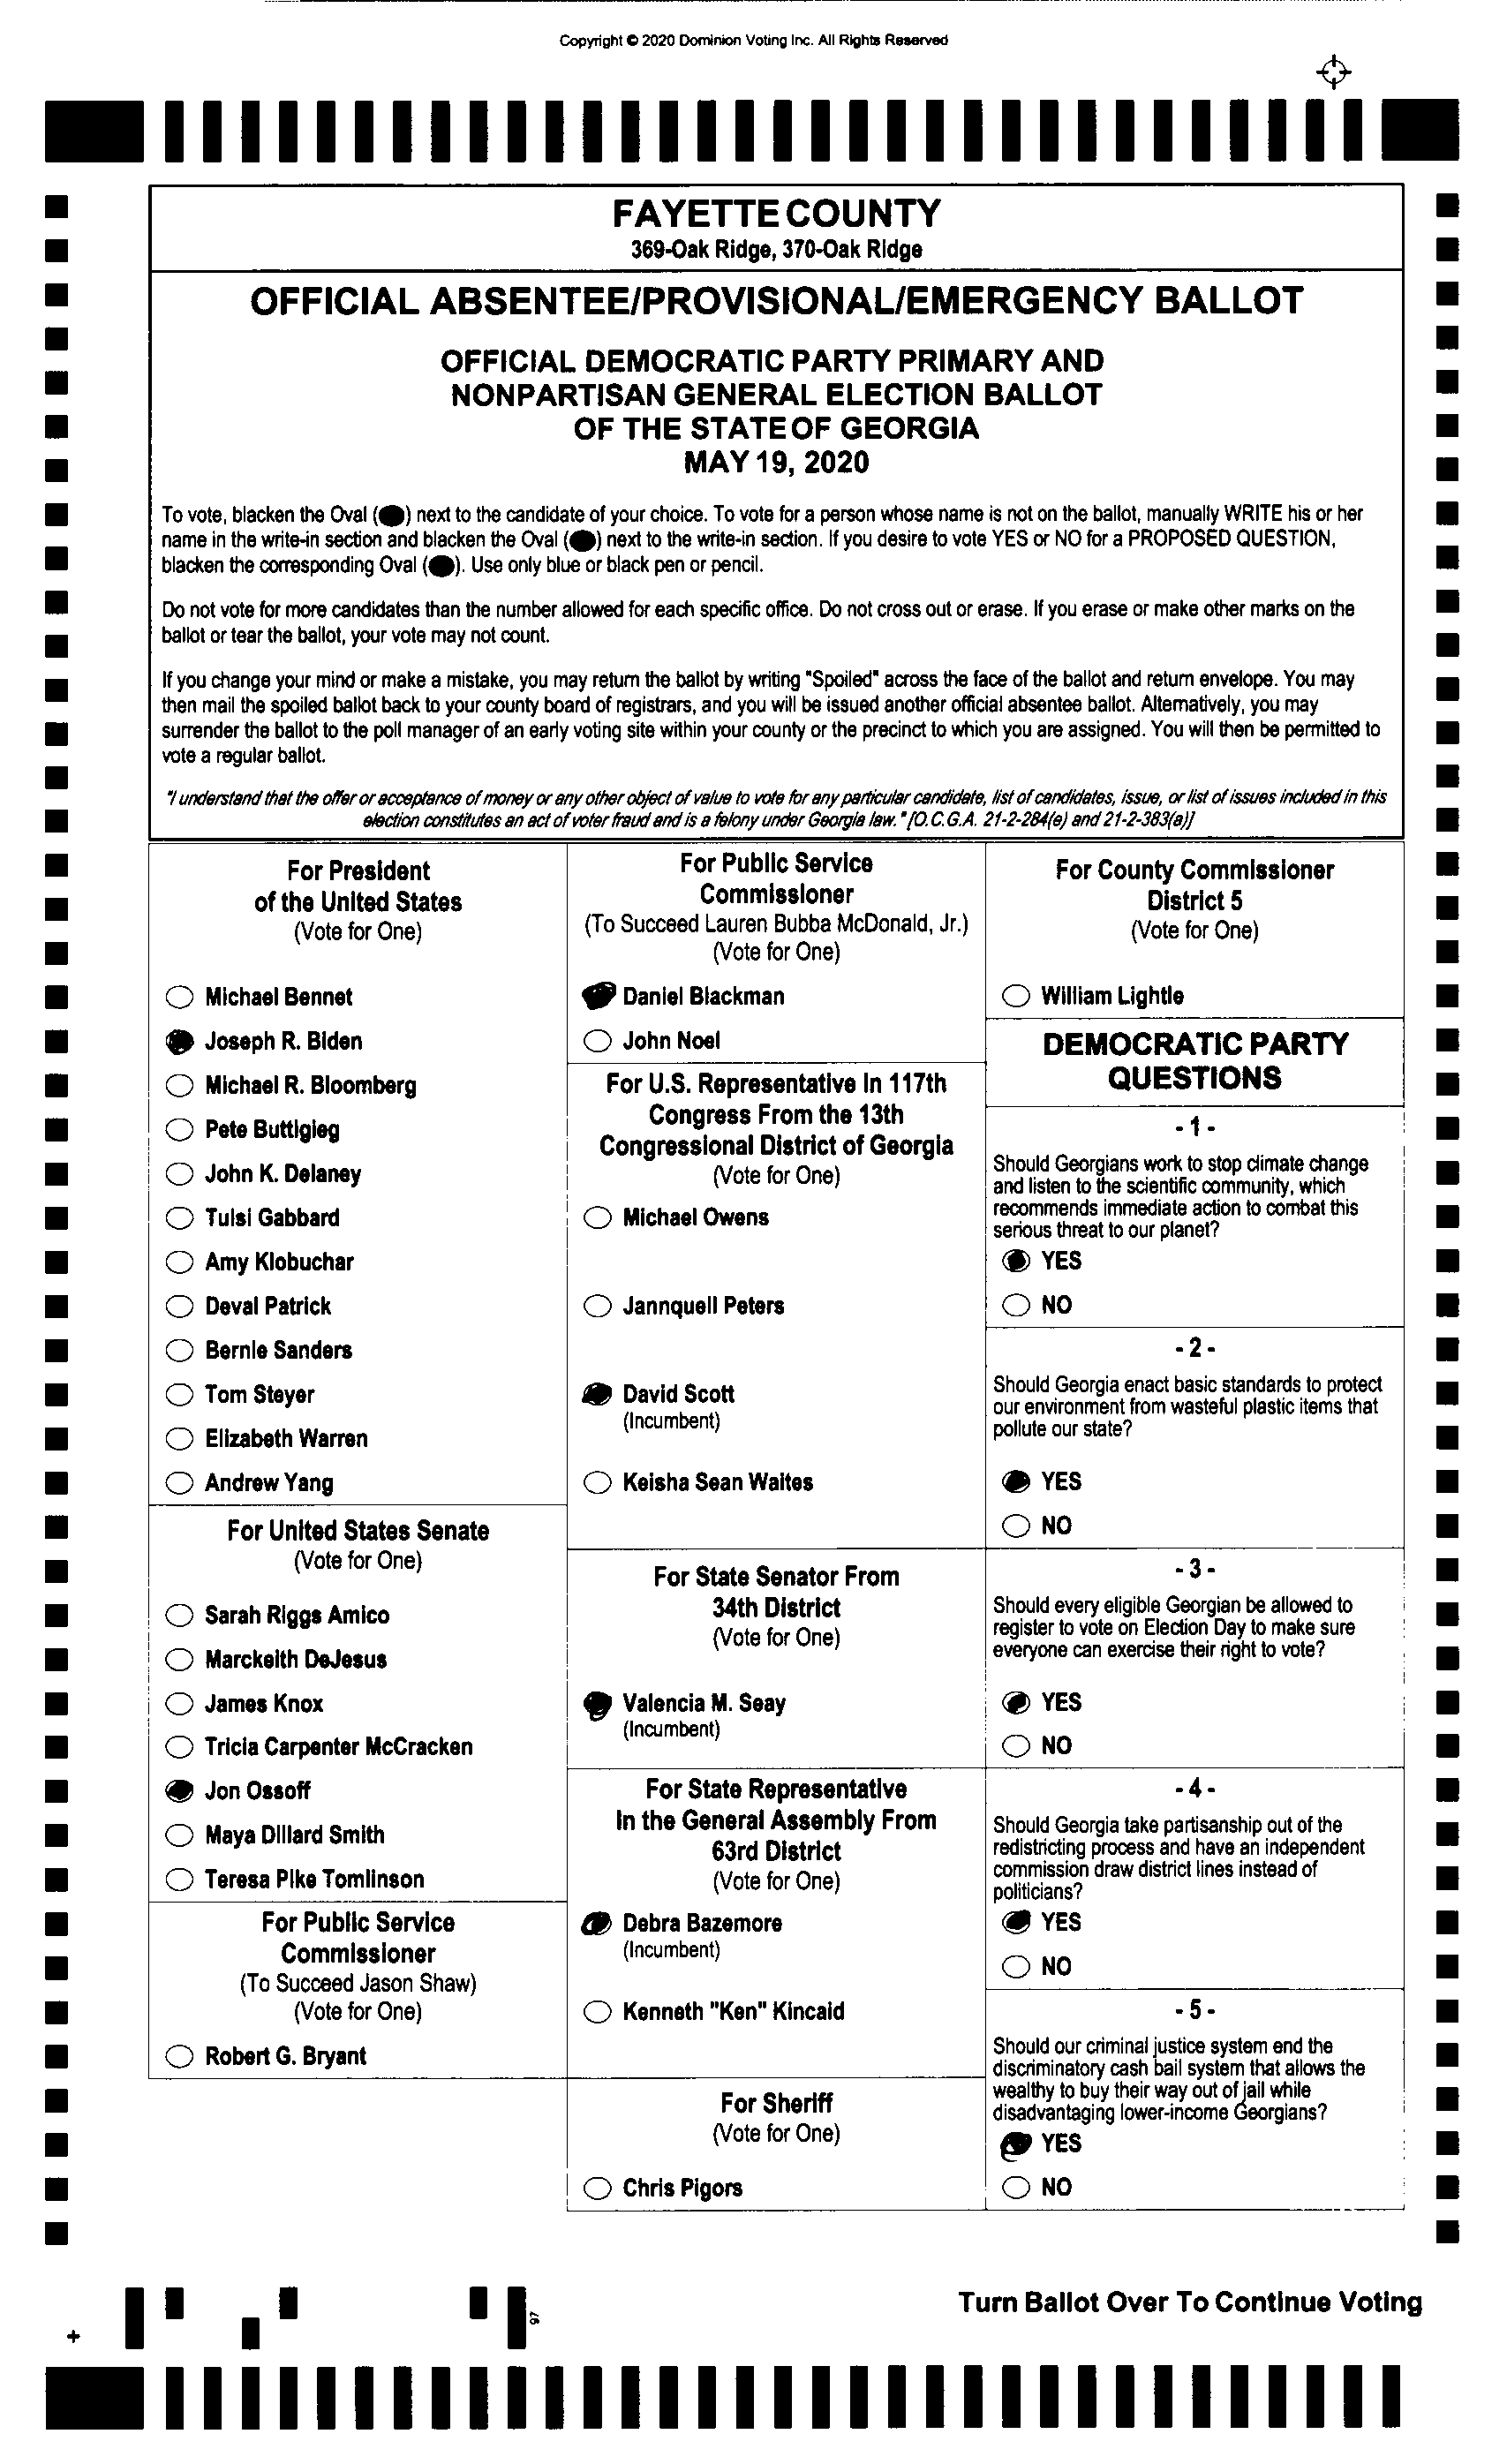 Copyright © 2020 Dominion Voting Inc. All Rights Reserved
FAYETTE COUNTY
369-Oak Ridge, 370-Oak Ridge
OFFICIAL ABSENTEE/PROVISIONAL/EMERGENCY BALLOT
OFFICIAL DEMOCRATIC PARTY PRIMARY AND
NONPARTISAN GENERAL ELECTION BALLOT
OF THE STATE OF GEORGIA
MAY 19, 2020
To vote, blacken the Oval ( ) next to the candidate of your choice. To vote for a person whose name is not on the ballot, manually WRITE his or her
name in the write-in section and blacken the Oval ( ) next to the write-in section. If you desire to vote YES or NO for a PROPOSED QUESTION,
blacken the corresponding Oval ( ). Use only blue or black pen or pencil.
Do not vote for more candidates than the number allowed for each specific office. Do not cross out or erase. If you erase or make other marks on the
ballot or tear the ballot, your vote may not count.
If you change your mind or make a mistake, you may return the ballot by writing "Spoiled" across the face of the ballot and return envelope. You may
then mail the spoiled ballot back to your county board of registrars, and you will be issued another official absentee ballot. Alternatively, you may
surrender the ballot to the poll manager of an early voting site within your county or the precinct to which you are assigned. You will then be permitted to
vote a regular ballot.
"I understand that the offer or acceptance of money or any other object of value to vote for any particular candidate, list of candidates, issue, or list of issues included in this
election constitutes an act of voter fraud and is a felony under Georgia law." [O.C.G.A. 21-2-284(e) and 21-2-383(a)]
For President
of the United States
(Vote for One)
Michael Bennet
Joseph R. Biden
Michael R. Bloomberg
Pete Buttigieg
John K. Delaney
Tulsi Gabbard
Amy Klobuchar
Deval Patrick
Bernie Sanders
Tom Steyer
Elizabeth Warren
Andrew Yang
For United States Senate
(Vote for One)
Sarah Riggs Amico
Marckeith DeJesus
James Knox
Tricia Carpenter McCracken
Jon Ossoff
Maya Dillard Smith
Teresa Pike Tomlinson
For Public Service
Commissioner
(To Succeed Jason Shaw)
(Vote for One)
Robert G. Bryant
For Public Service
Commissioner
(To Succeed Lauren Bubba McDonald, Jr.)
(Vote for One)
Daniel Blackman
John Noel
For U.S. Representative in 117th
Congress From the 13th
Congressional District of Georgia
(Vote for One)
Michael Owens
Jannquell Peters
David Scott
(Incumbent)
Keisha Sean Waites
For State Senator From
34th District
(Vote for One)
Valencia M. Seay
(Incumbent)
For State Representative
In the General Assembly From
63rd District
(Vote for One)
Debra Bazemore
(Incumbent)
Kenneth "Ken" Kincaid
For Sheriff
(Vote for One)
Chris Pigors
For County Commissioner
District 5
(Vote for One)
William Lightle
DEMOCRATIC PARTY
QUESTIONS
- 1 -
Should Georgians work to stop climate change
and listen to the scientific community, which
recommends immediate action to combat this
serious threat to our planet?
YES
NO
- 2 -
Should Georgia enact basic standards to protect
our environment from wasteful plastic items that
pollute our state?
YES
NO
- 3 -
Should every eligible Georgian be allowed to
register to vote on Election Day to make sure
everyone can exercise their right to vote?
YES
NO
- 4 -
Should Georgia take partisanship out of the
redistricting process and have an independent
commission draw district lines instead of
politicians?
YES
NO
- 5 -
Should our criminal justice system end the
discriminatory cash bail system that allows the
wealthy to buy their way out of jail while
disadvantaging lower-income Georgians?
YES
NO
Turn Ballot Over To Continue Voting
97